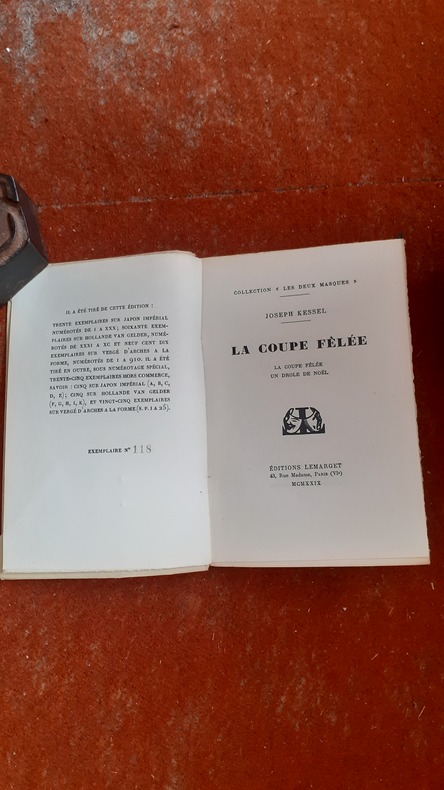 IL A ÉTÉ TIRÉ DE CETTE ÉDITION :
TRENTE EXEMPLAIRES SUR JAPON IMPÉRIAL
NUMÉROTÉS DE I A XXX ; SOIXANTE EXEM-
PLAIRES SUR HOLLANDE VAN GELDER, NUMÉ-
ROTÉS DE XXXI A XC ET NEUF CENT DIX
EXEMPLAIRES SUR VERGÉ D'ARCHES A LA
FORME, NUMÉROTÉS DE 1 A 910. IL A ÉTÉ
TIRÉ EN OUTRE, SOUS NUMÉROTAGE SPÉCIAL,
TRENTE-CINQ EXEMPLAIRES HORS COMMERCE,
SAVOIR : CINQ SUR JAPON IMPÉRIAL (A, B, C,
D, E) ; CINQ SUR HOLLANDE VAN GELDER
(F, G, H, I, K), ET VINGT-CINQ EXEMPLAIRES
SUR VERGÉ D'ARCHES A LA FORME (E. P. 1 A 25).
EXEMPLAIRE N° 118
COLLECTION « LES DEUX MASQUES »
JOSEPH KESSEL
LA COUPE FÊLÉE
LA COUPE FÊLÉE
UN DROLE DE NOËL
ÉDITIONS LEMARGET
43, Rue Madame, Paris (VIe)
MCMXXIX